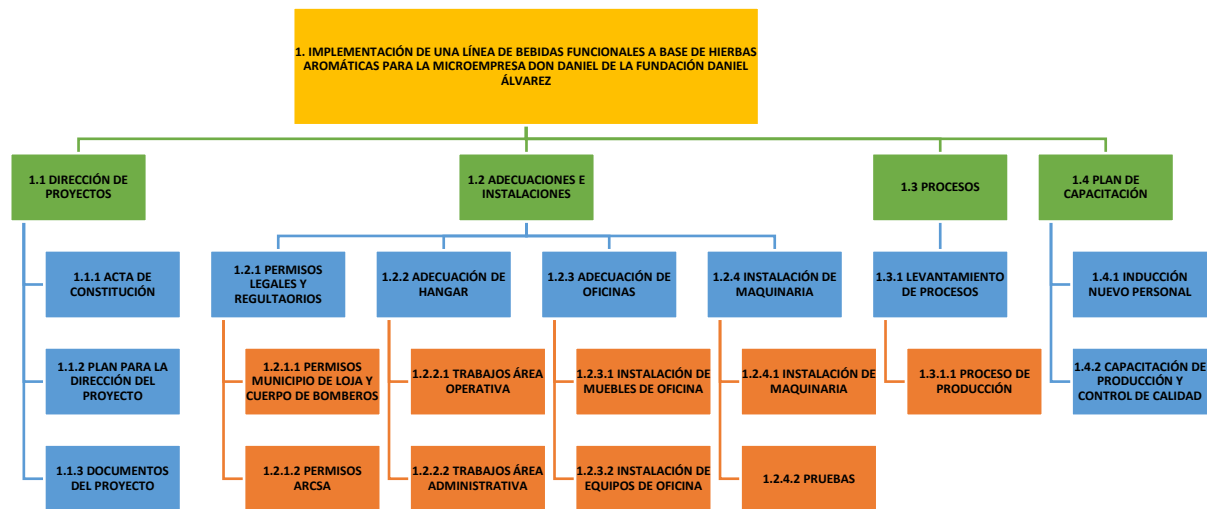 1. IMPLEMENTACIÓN DE UNA LÍNEA DE BEBIDAS FUNCIONALES A BASE DE HIERBAS
AROMÁTICAS PARA LA MICROEMPRESA DON DANIEL DE LA FUNDACIÓN DANIEL
ÁLVAREZ
1.1 DIRECCIÓN DE
PROYECTOS
1.2 ADECUACIONES E
INSTALACIONES
1.3 PROCESOS
1.4 PLAN DE
CAPACITACIÓN
1.1.1 ACTA DE
CONSTITUCIÓN
1.2.1 PERMISOS
LEGALES Y
REGULTAORIOS
1.2.2 ADECUACIÓN DE
HANGAR
1.2.3 ADECUACIÓN DE
OFICINAS
1.2.4 INSTALACIÓN DE
MAQUINARIA
1.3.1 LEVANTAMIENTO
DE PROCESOS
1.4.1 INDUCCIÓN
NUEVO PERSONAL
1.1.2 PLAN PARA LA
DIRECCIÓN DEL
PROYECTO
1.2.1.1 PERMISOS
MUNICIPIO DE LOJA Y
CUERPO DE BOMBEROS
1.2.2.1 TRABAJOS ÁREA
OPERATIVA
1.2.3.1 INSTALACIÓN DE
MUEBLES DE OFICINA
1.2.4.1 INSTALACIÓN DE
MAQUINARIA
1.3.1.1 PROCESO DE
PRODUCCIÓN
1.4.2 CAPACITACIÓN DE
PRODUCCIÓN Y
CONTROL DE CALIDAD
1.1.3 DOCUMENTOS
DEL PROYECTO
1.2.1.2 PERMISOS
ARCSA
1.2.2.2 TRABAJOS ÁREA
ADMINISTRATIVA
1.2.3.2 INSTALACIÓN DE
EQUIPOS DE OFICINA
1.2.4.2 PRUEBAS